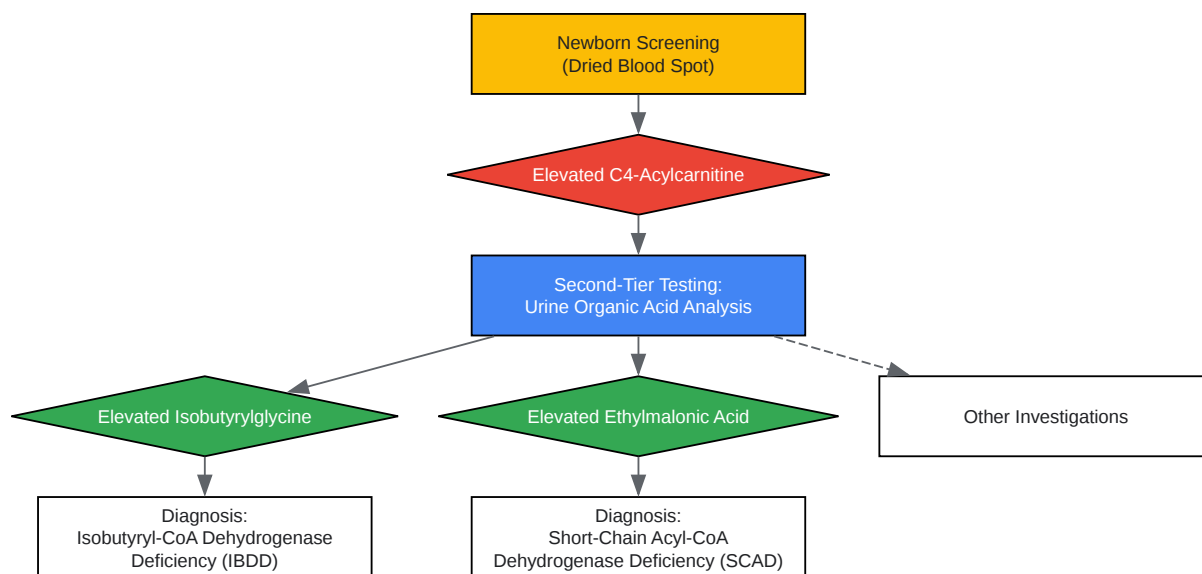 Newborn Screening
(Dried Blood Spot)
Elevated C4-Acylcarnitine
Second-Tier Testing:
Urine Organic Acid Analysis
Elevated Isobutyrylglycine
Elevated Ethylmalonic Acid
Other Investigations
Diagnosis:
Isobutyryl-CoA Dehydrogenase
Deficiency (IBDD)
Diagnosis:
Short-Chain Acyl-CoA
Dehydrogenase Deficiency (SCAD)